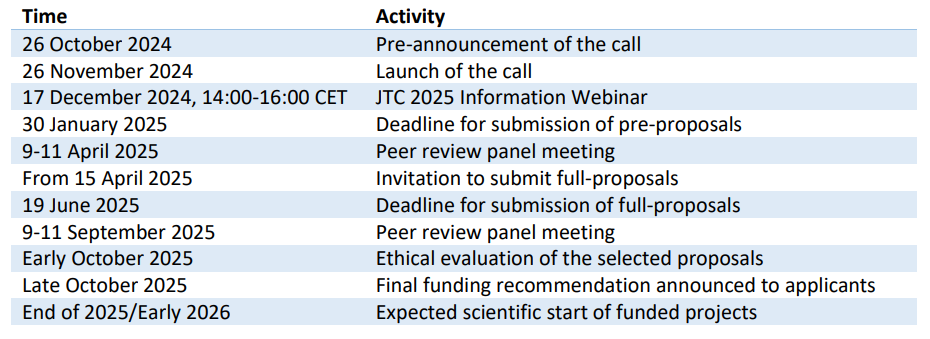 Time Activity
26 October 2024 Pre-announcement of the call
26 November 2024 Launch of the call
17 December 2024, 14:00-16:00 CET JTC 2025 Information Webinar
30 January 2025 Deadline for submission of pre-proposals
9-11 April 2025 Peer review panel meeting
From 15 April 2025 Invitation to submit full-proposals
19 June 2025 Deadline for submission of full-proposals
9-11 September 2025 Peer review panel meeting
Early October 2025 Ethical evaluation of the selected proposals
Late October 2025 Final funding recommendation announced to applicants
End of 2025/Early 2026 Expected scientific start of funded projects